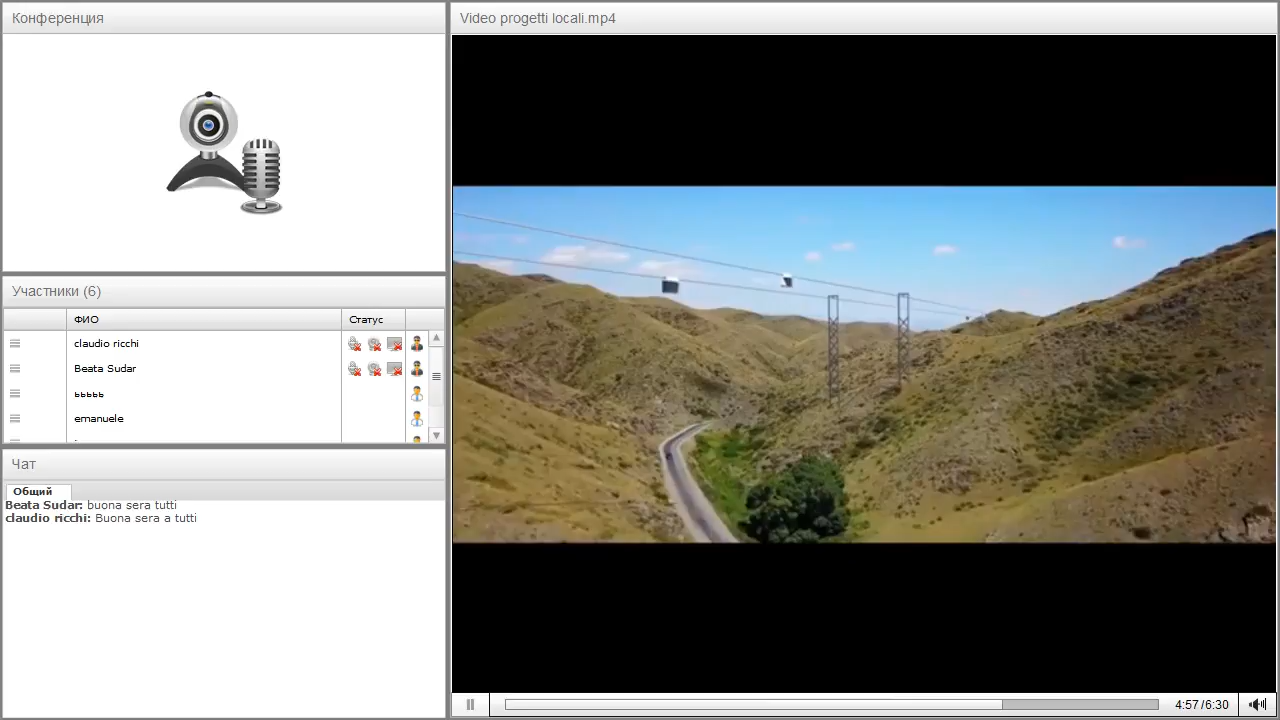 Конференция
Video progetti locali.mp4
Участники (6)
ФИО
Статус
claudio ricchi
Beata Sudar
ььььь
emanuele
Чат
Общий
Beata Sudar: buona sera tutti
claudio ricchi: Buona sera a tutti
4:57/6:30